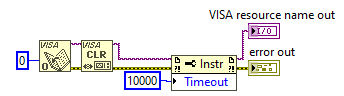 VISA resource name out
VISA
VISA
CLR
Instr
I/O
error out
0
10000
Timeout